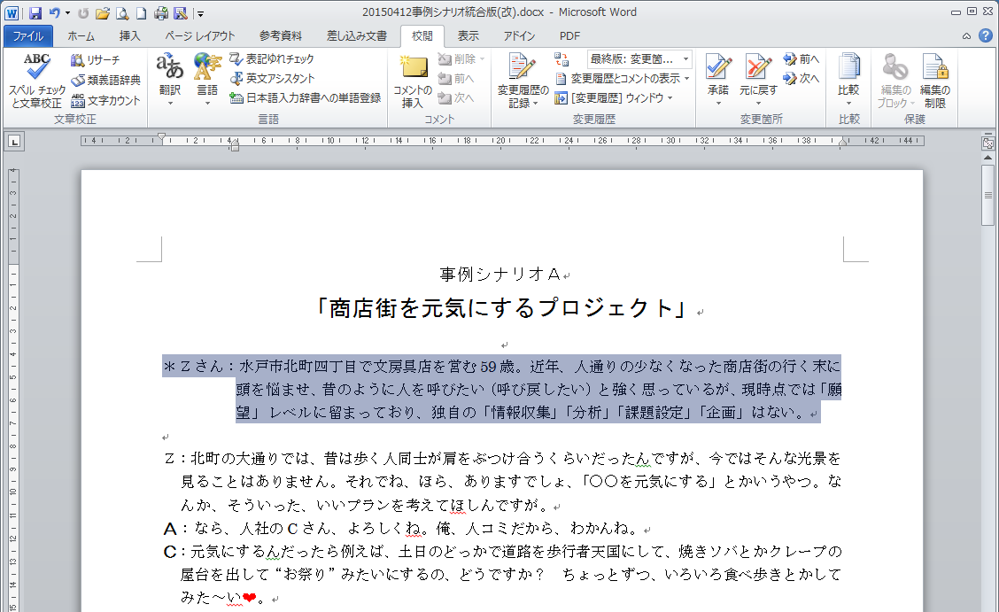 20150412事例シナリオ統合版(改).docx - Microsoft Word
ファイル ホーム 挿入 ページ レイアウト 参考資料 差し込み文書 校閲 表示 アドイン PDF
ABC スペル チェックと文章校正 リサーチ 類義語辞典 文字カウント
文章校正
翻訳 言語 表記ゆれチェック 英文アシスタント 日本語入力辞書への単語登録
言語
コメントの挿入 削除 前へ 次へ
コメント
変更履歴の記録 最終版: 変更箇... 変更履歴とコメントの表示 [変更履歴] ウィンドウ
変更履歴
承諾 元に戻す 前へ 次へ
変更箇所
比較
比較
編集のブロック 編集の制限
保護
事例シナリオＡ
「商店街を元気にするプロジェクト」
＊Ｚさん：水戸市北町四丁目で文房具店を営む 59 歳。近年、人通りの少なくなった商店街の行く末に
頭を悩ませ、昔のように人を呼びたい（呼び戻したい）と強く思っているが、現時点では「願
望」レベルに留まっており、独自の「情報収集」「分析」「課題設定」「企画」はない。
Ｚ：北町の大通りでは、昔は歩く人同士が肩をぶつけ合うくらいだったんですが、今ではそんな光景を
見ることはありません。それでね、ほら、ありますでしょ、「〇〇を元気にする」とかいうやつ。な
んか、そういった、いいプランを考えてほしんですが。
Ａ：なら、人社の C さん、よろしくね。俺、人コミだから、わかんね。
Ｃ：元気にするんだったら例えば、土日のどっかで道路を歩行者天国にして、焼きソバとかクレープの
屋台を出して“お祭り”みたいにするの、どうですか？　ちょっとずつ、いろいろ食べ歩きとかして
みた～い❤。